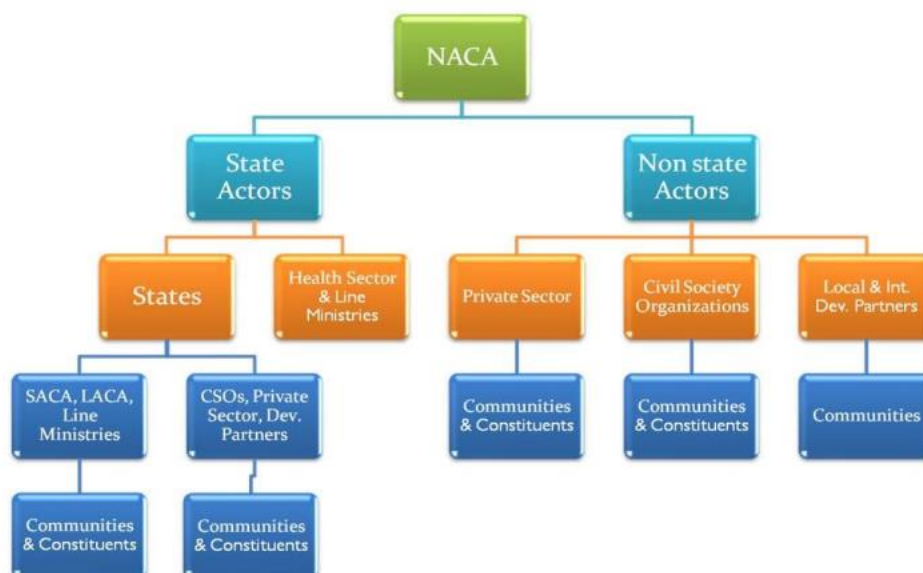 NACA
State
Actors
Non state
Actors
States
Health Sector
& Line
Ministries
Private Sector
Civil Society
Organizations
Local & Int.
Dev. Partners
SACA, LACA,
Line
Ministries
CSOs, Private
Sector, Dev.
Partners
Communities
& Constituents
Communities
& Constituents
Communities
Communities
& Constituents
Communities
& Constituents